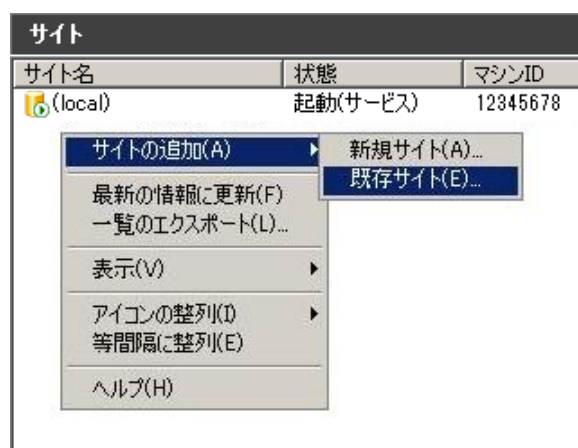 サイト
サイト名 状態 マシンID
(local) 起動(サービス) 12345678
サイトの追加(A) 新規サイト(A)...
既存サイト(E)...
最新の情報に更新(F)
一覧のエクスポート(L)...
表示(V)
アイコンの整列(I)
等間隔に整列(E)
ヘルプ(H)